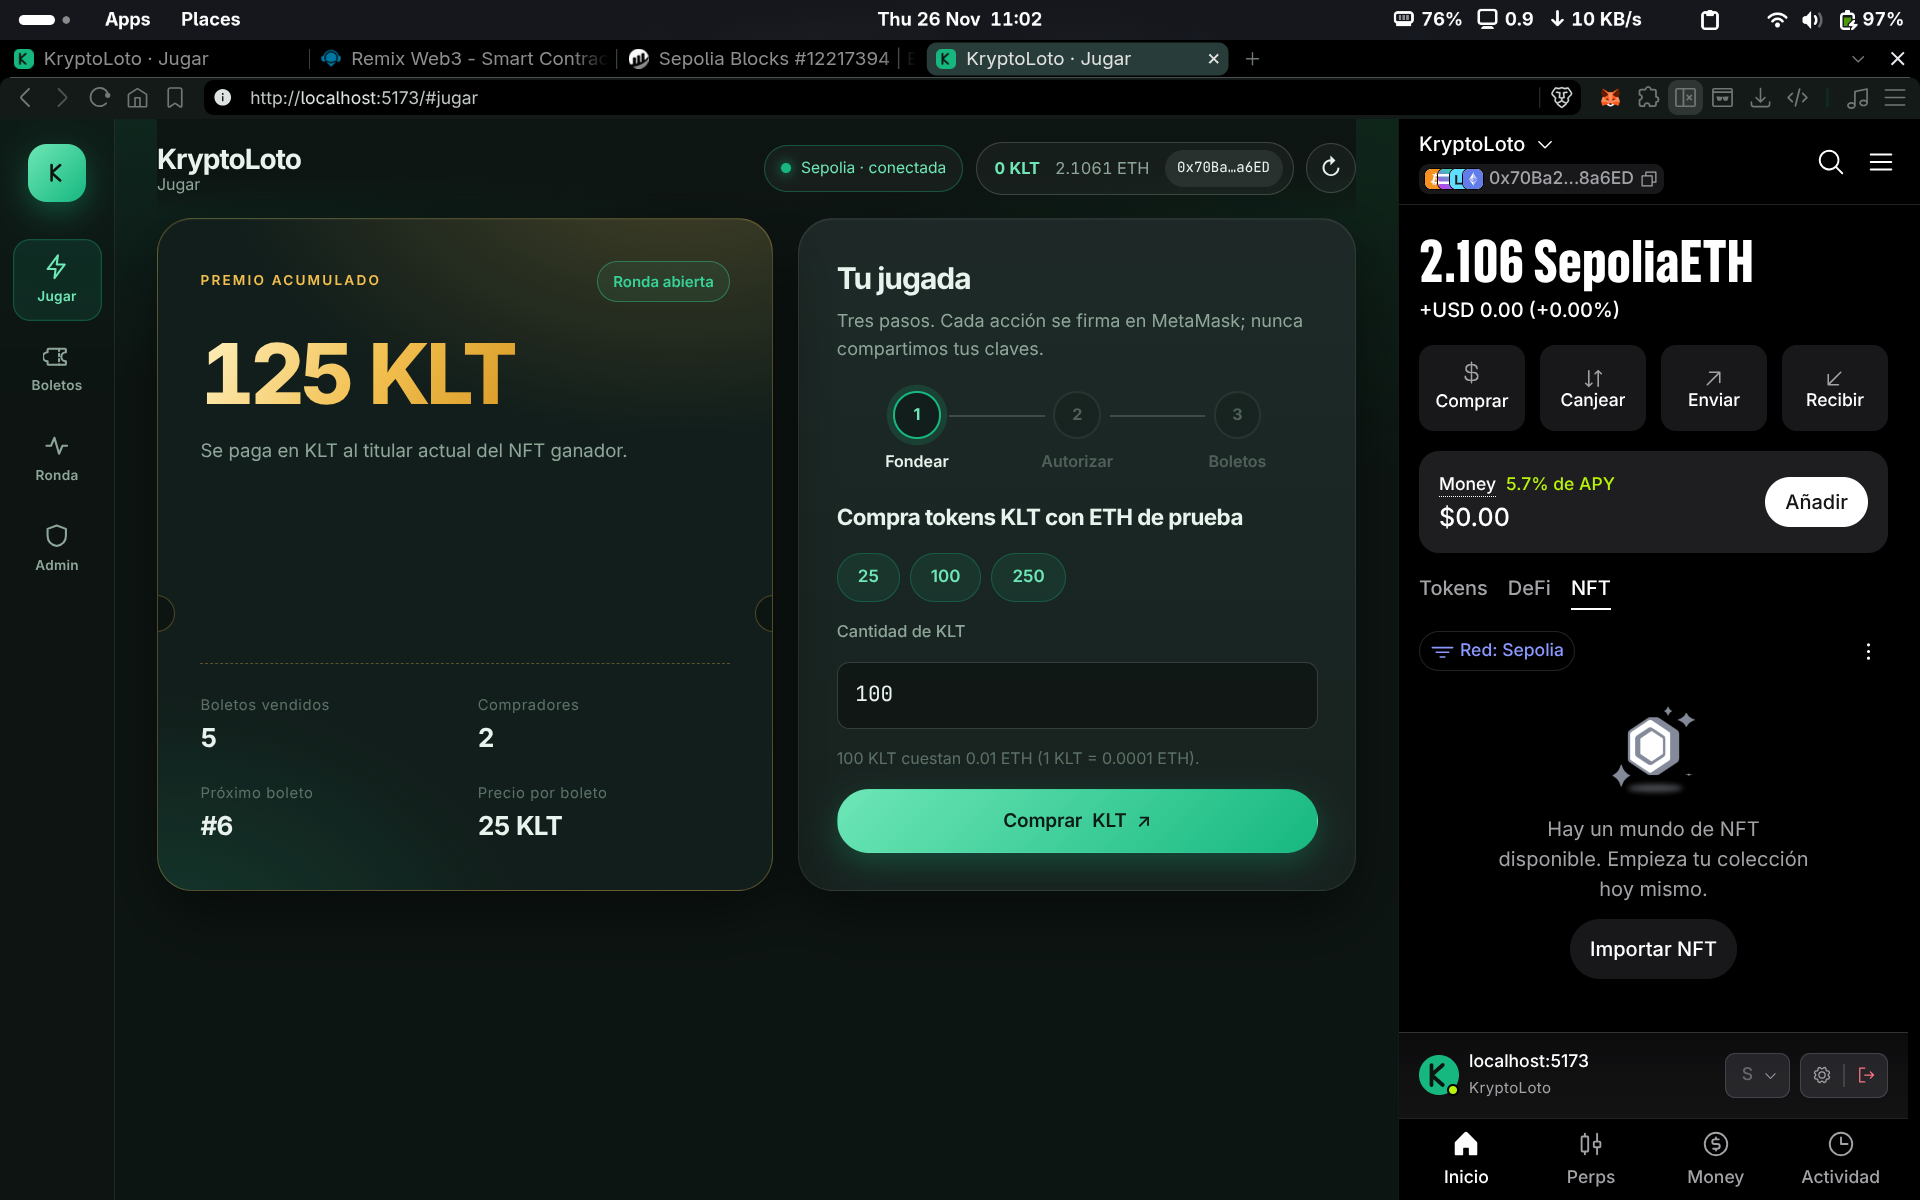 Apps Places Thu 26 Nov 11:02 76% 0.9 10 KB/s 97%
KryptoLoto · Jugar Remix Web3 - Smart Contrac Sepolia Blocks #12217394 KryptoLoto · Jugar
http://localhost:5173/#jugar
K
Jugar
Boletos
Ronda
Admin
KryptoLoto
Jugar
Sepolia · conectada
0 KLT 2.1061 ETH 0x70Ba…a6ED
PREMIO ACUMULADO
Ronda abierta
125 KLT
Se paga en KLT al titular actual del NFT ganador.
Boletos vendidos Compradores
5 2
Próximo boleto Precio por boleto
#6 25 KLT
Tu jugada
Tres pasos. Cada acción se firma en MetaMask; nunca
compartimos tus claves.
1 2 3
Fondear Autorizar Boletos
Compra tokens KLT con ETH de prueba
25 100 250
Cantidad de KLT
100
100 KLT cuestan 0.01 ETH (1 KLT = 0.0001 ETH).
Comprar KLT
KryptoLoto
0x70Ba2...8a6ED
2.106 SepoliaETH
+USD 0.00 (+0.00%)
Comprar Canjear Enviar Recibir
Money 5.7% de APY
$0.00
Añadir
Tokens DeFi NFT
Red: Sepolia
Hay un mundo de NFT
disponible. Empieza tu colección
hoy mismo.
Importar NFT
K localhost:5173
KryptoLoto
S
Inicio Perps Money Actividad